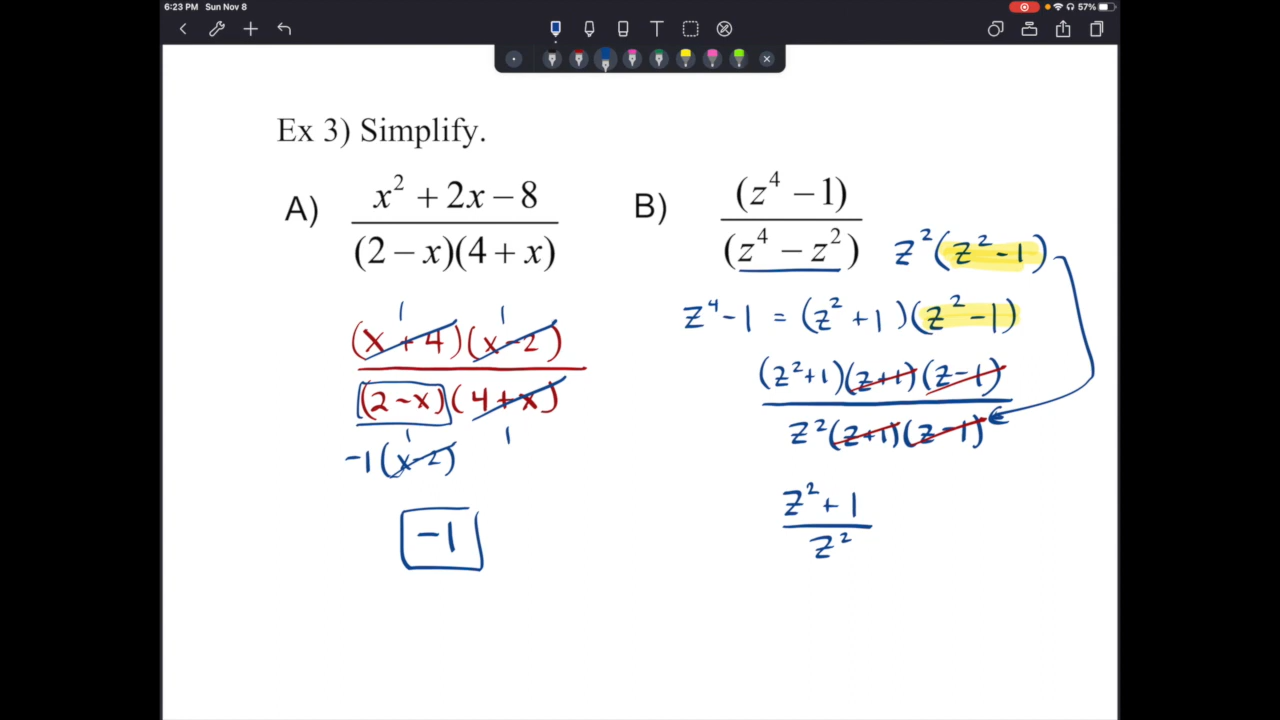 6:23 PM Sun Nov 8 57%
T
Ex 3) Simplify.
A) x² + 2x − 8
(2 − x)(4 + x)
1 1
(x + 4)(x − 2)
(2 − x)(4 + x)
1 1
−1(x − 2)
−1
B) (z⁴ − 1)
(z⁴ − z²) z²(z² − 1)
z⁴ − 1 = (z² + 1)(z² − 1)
(z² + 1)(z + 1)(z − 1)
z²(z + 1)(z − 1)
z² + 1
z²